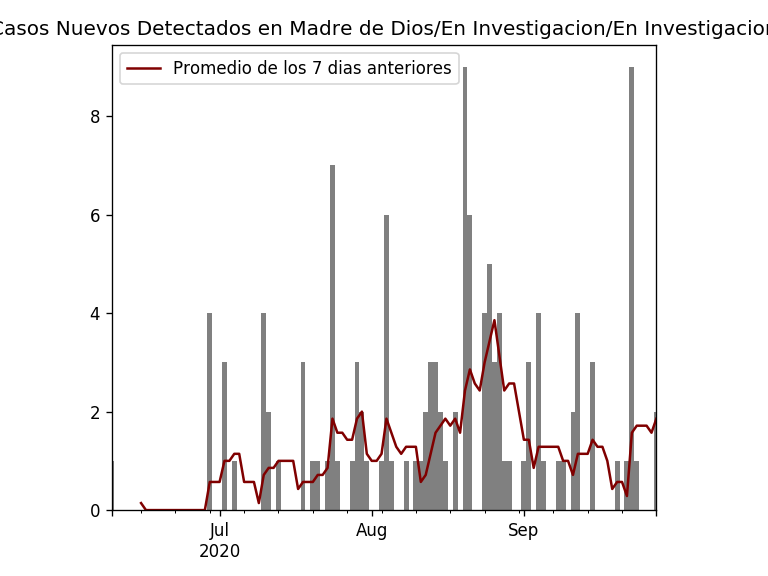 Casos Nuevos Detectados en Madre de Dios/En Investigacion/En Investigacion
Promedio de los 7 dias anteriores
8
6
4
2
0
Jul
2020
Aug
Sep